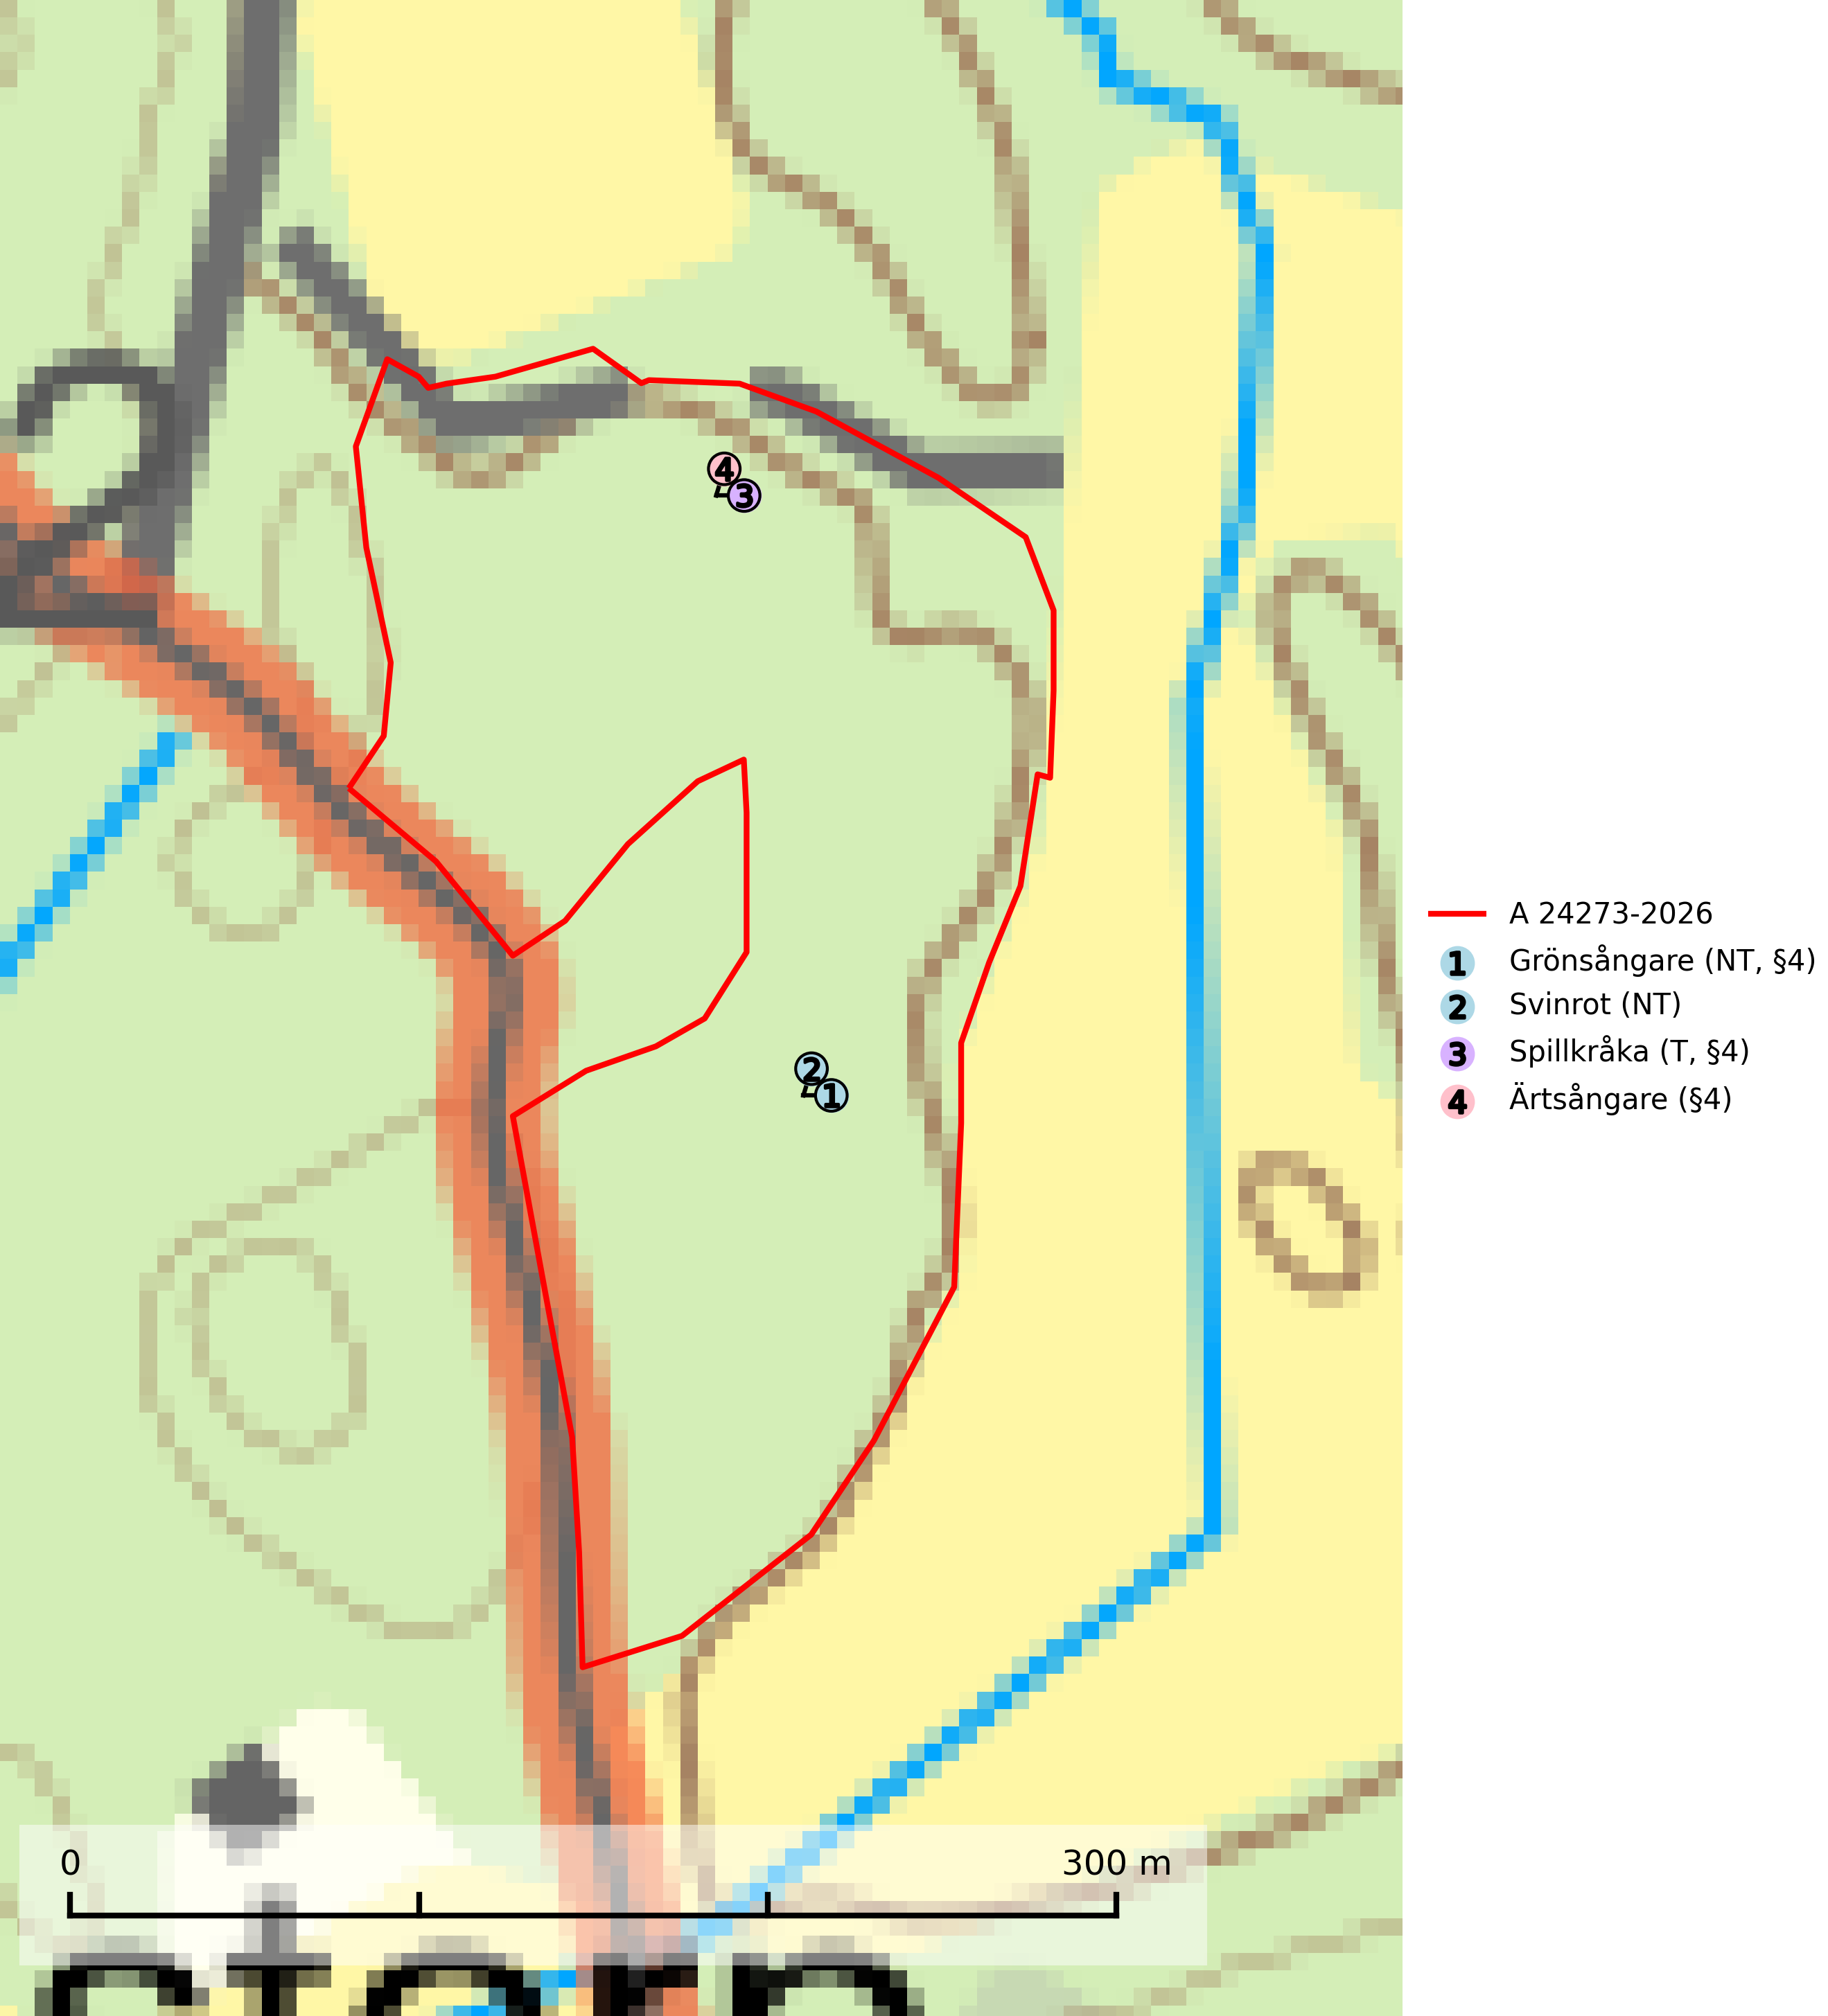 4
3
2
1
A 24273-2026
1 Grönsångare (NT, §4)
2 Svinrot (NT)
3 Spillkråka (T, §4)
4 Ärtsångare (§4)
0 300 m